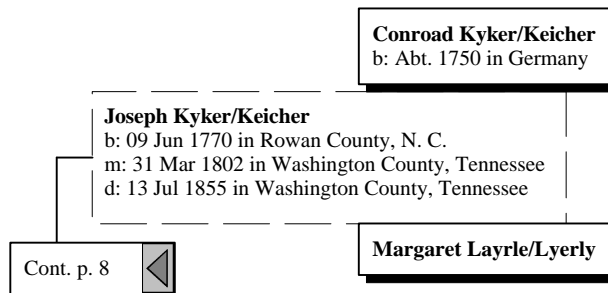 Conroad Kyker/Keicher
b: Abt. 1750 in Germany
Joseph Kyker/Keicher
b: 09 Jun 1770 in Rowan County, N. C.
m: 31 Mar 1802 in Washington County, Tennessee
d: 13 Jul 1855 in Washington County, Tennessee
Margaret Layrle/Lyerly
Cont. p. 8